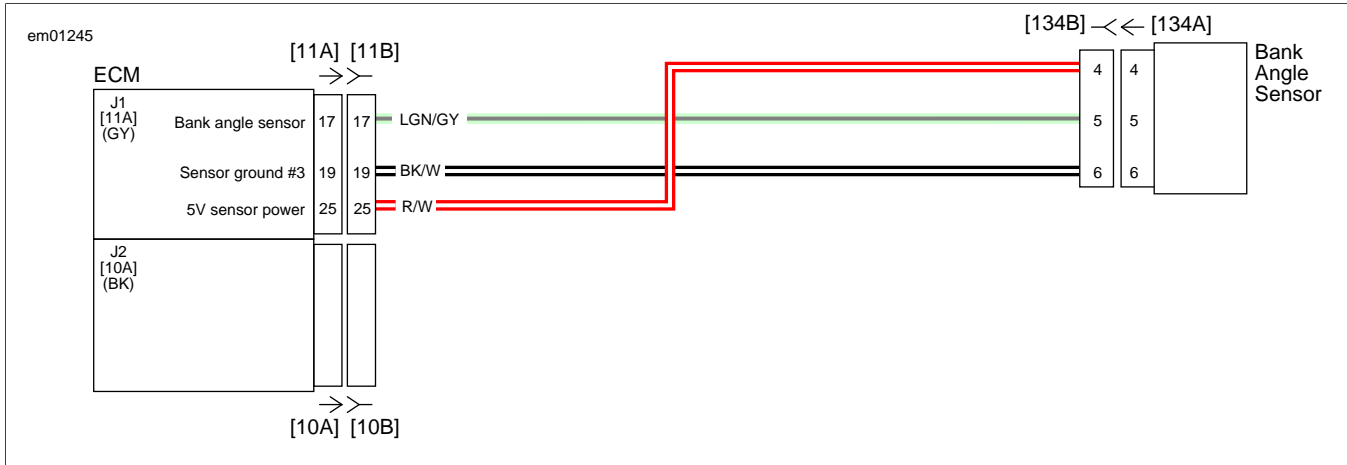 em01245
[134B] [134A]
[11A] [11B]
ECM
Bank
Angle
Sensor
J1
[11A]
(GY)
Bank angle sensor 17 17 LGN/GY
Sensor ground #3 19 19 BK/W
5V sensor power 25 25 R/W
4 4
5 5
6 6
J2
[10A]
(BK)
[10A] [10B]